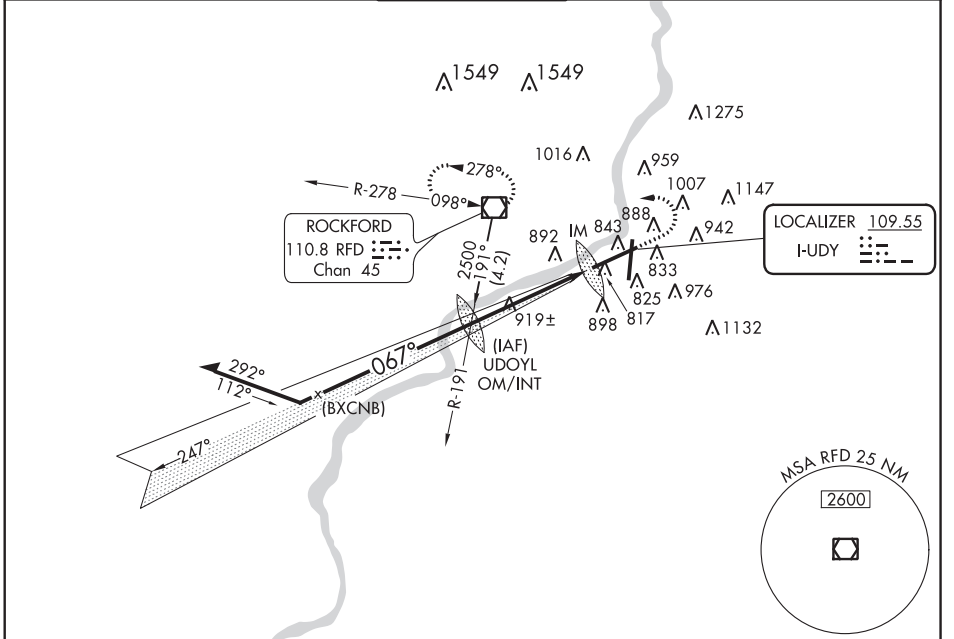 1549
1549
1275
1016
959
278°
R-278
098°
1007
1147
ROCKFORD
110.8 RFD
Chan 45
888
843
942
LOCALIZER 109.55
I-UDY
IM
892
833
2500
191°
(4.2)
825
976
919±
898
817
1132
(IAF)
UDOYL
OM/INT
067°
292°
112°
x
(BXCNB)
R-191
247°
MSA RFD 25 NM
2600